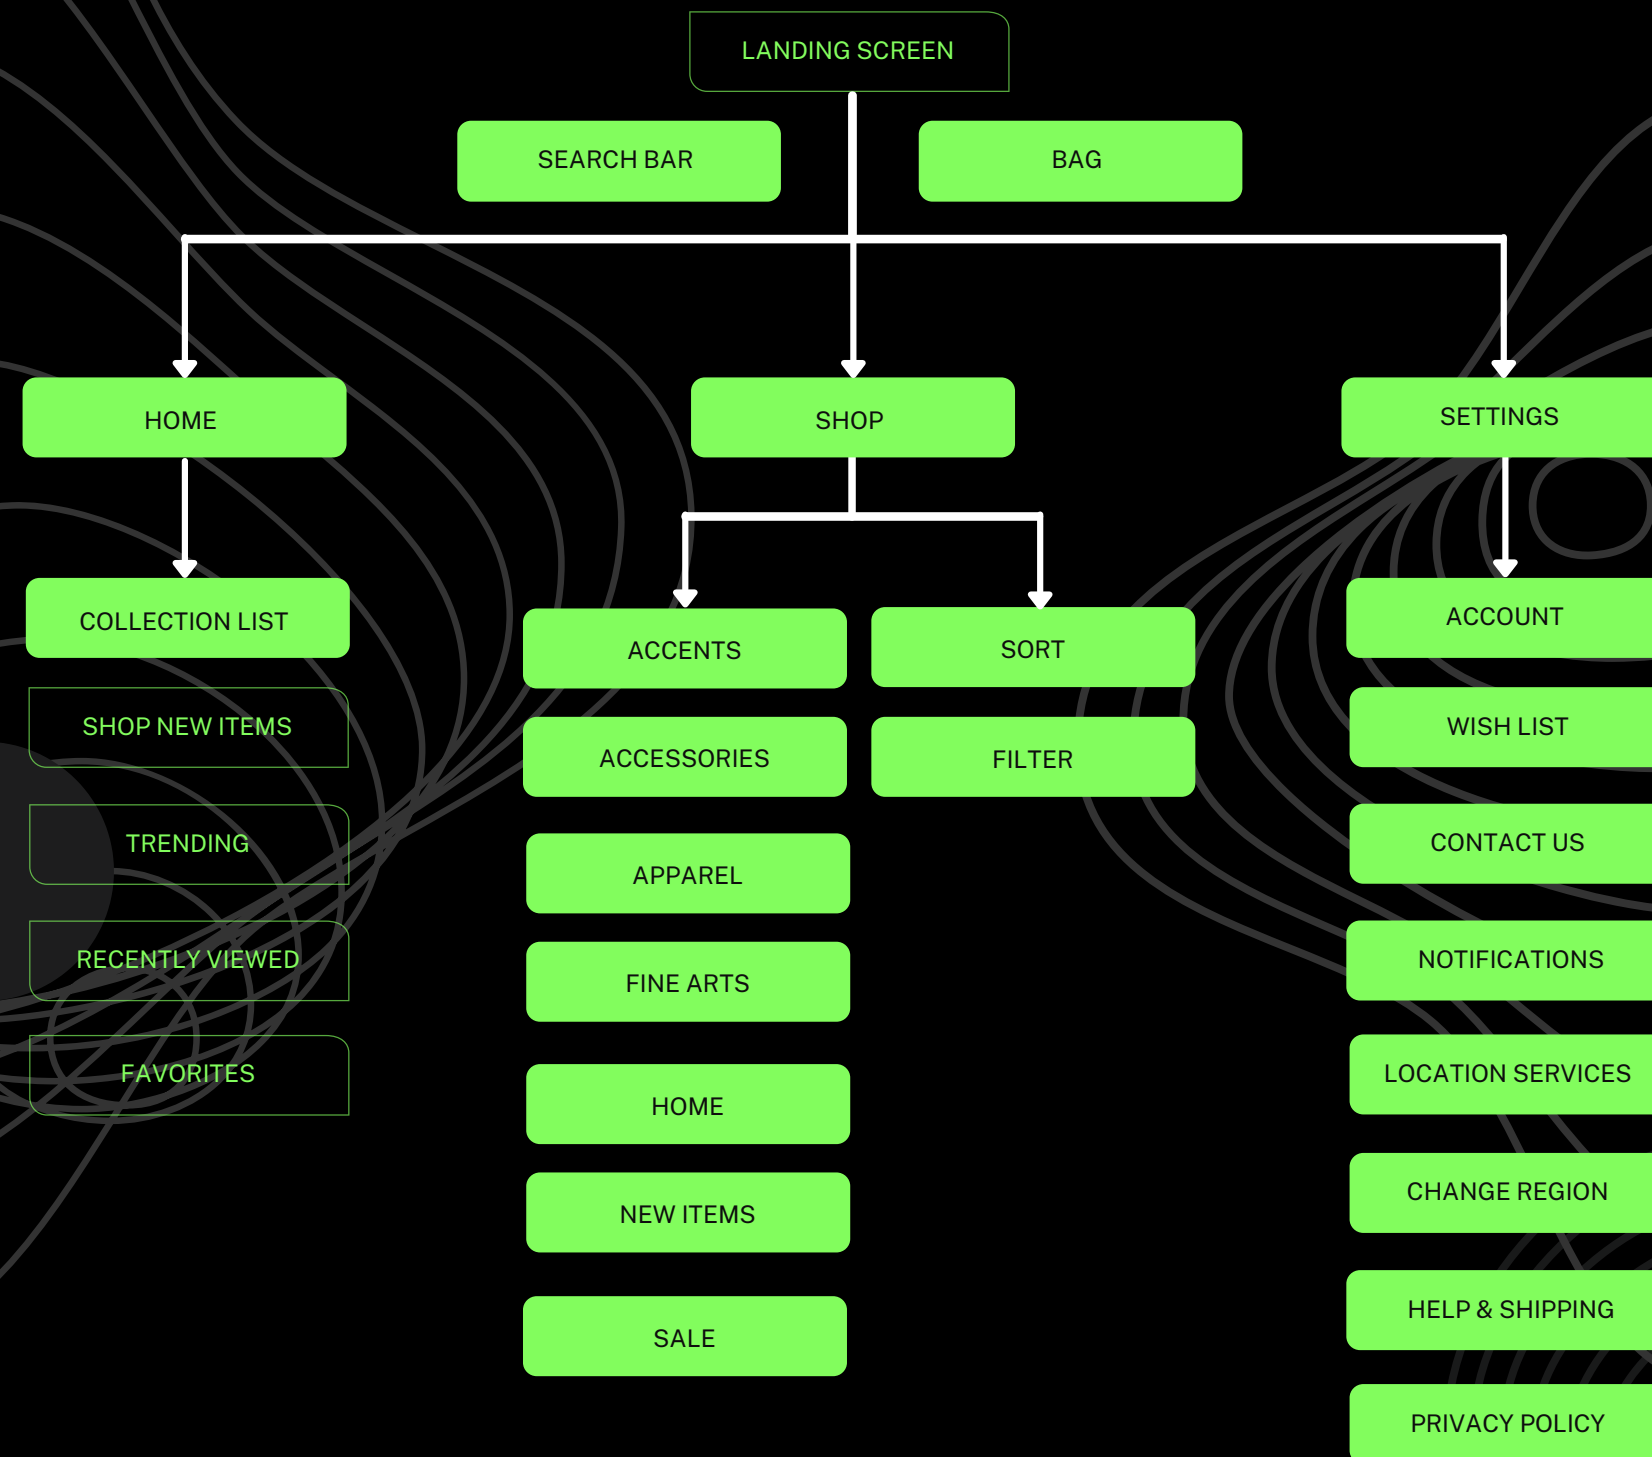 LANDING SCREEN
SEARCH BAR
BAG
HOME
SHOP
SETTINGS
COLLECTION LIST
SHOP NEW ITEMS
TRENDING
RECENTLY VIEWED
FAVORITES
ACCENTS
ACCESSORIES
APPAREL
FINE ARTS
HOME
NEW ITEMS
SALE
SORT
FILTER
ACCOUNT
WISH LIST
CONTACT US
NOTIFICATIONS
LOCATION SERVICES
CHANGE REGION
HELP & SHIPPING
PRIVACY POLICY